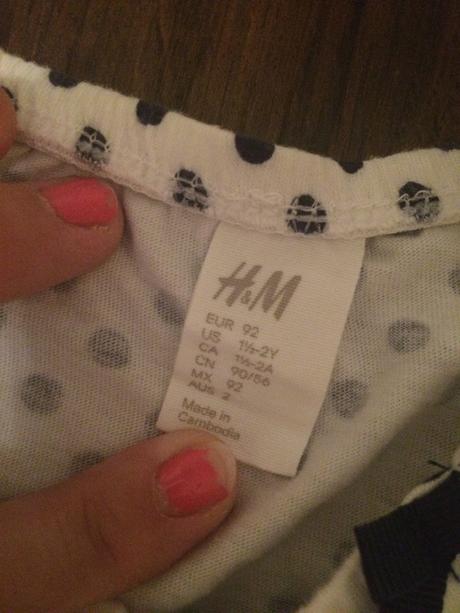 H&M
EUR 92
US 1½-2Y
CA 1½-2A
CN 90/56
MX 92
AUS 2
Made in
Cambodia